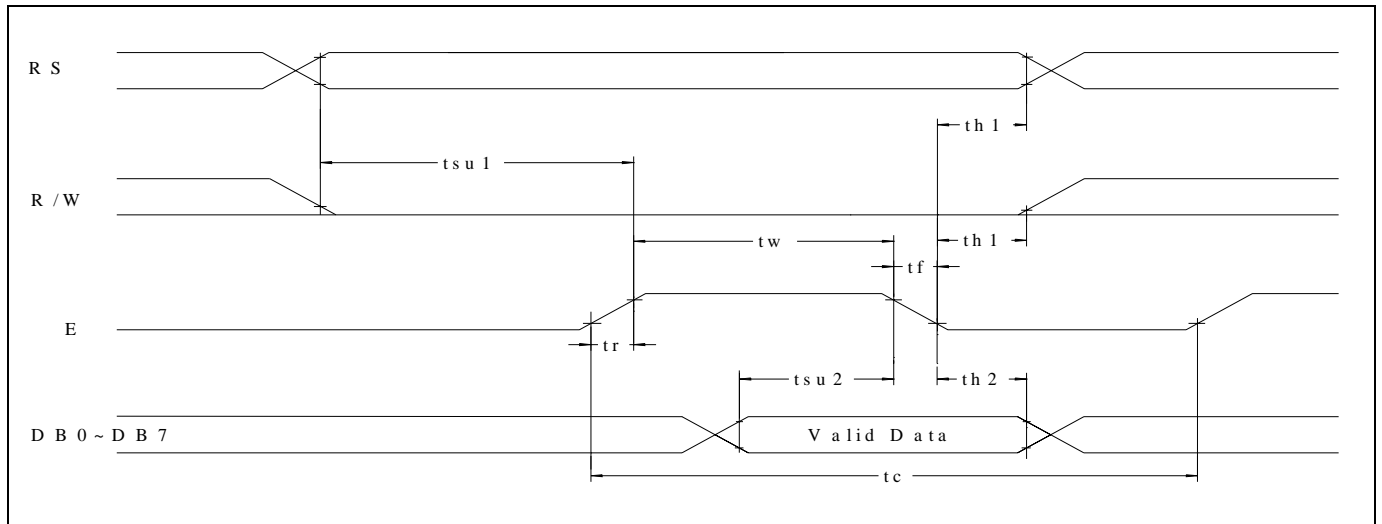 RS
th1
tsu1
R/W
tw
th1
tf
E
tr
tsu2
th2
DB0~DB7
Valid Data
tc